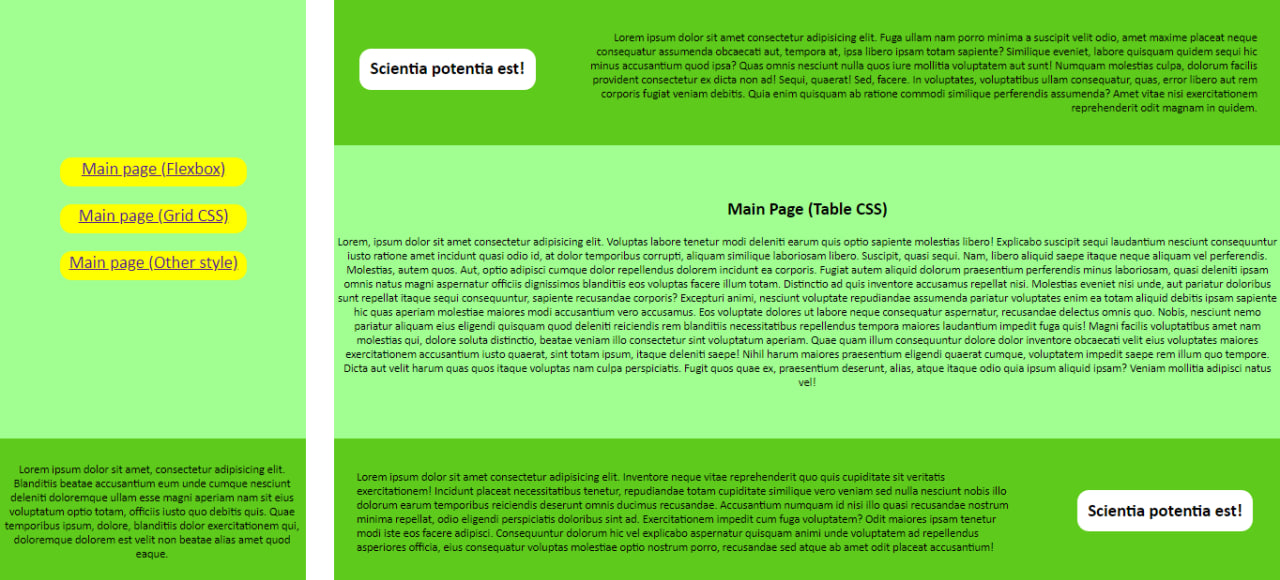 Main page (Flexbox)
Main page (Grid CSS)
Main page (Other style)
Lorem ipsum dolor sit amet, consectetur adipisicing elit.
Blanditiis beatae accusantium eum unde cumque nesciunt
deleniti doloremque ullam esse magni aperiam nam sit eius
voluptatum optio totam, officiis iusto quo debitis quis. Quae
temporibus ipsum, dolore, blanditiis dolor exercitationem qui,
doloremque dolorem est velit non beatae alias amet quod
eaque.
Scientia potentia est!
Lorem ipsum dolor sit amet consectetur adipisicing elit. Fuga ullam nam porro minima a suscipit velit odio, amet maxime placeat neque
consequatur assumenda obcaecati aut, tempora at, ipsa libero ipsam totam sapiente? Similique eveniet, labore quisquam quidem sequi hic
minus accusantium quod ipsa? Quas omnis nesciunt nulla quos iure mollitia voluptatem aut sunt! Numquam molestias culpa, dolorum facilis
provident consectetur ex dicta non ad! Sequi, quaerat! Sed, facere. In voluptates, voluptatibus ullam consequatur, quas, error libero aut rem
corporis fugiat veniam debitis. Quia enim quisquam ab ratione commodi similique perferendis assumenda? Amet vitae nisi exercitationem
reprehenderit odit magnam in quidem.
Main Page (Table CSS)
Lorem, ipsum dolor sit amet consectetur adipisicing elit. Voluptas labore tenetur modi deleniti earum quis optio sapiente molestias libero! Explicabo suscipit sequi laudantium nesciunt consequuntur
iusto ratione amet incidunt quasi odio id, at dolor temporibus corrupti, aliquam similique laboriosam libero. Suscipit, quasi sequi. Nam, libero aliquid saepe itaque neque aliquam vel perferendis.
Molestias, autem quos. Aut, optio adipisci cumque dolor repellendus dolorem incidunt ea corporis. Fugiat autem aliquid dolorum praesentium perferendis minus laboriosam, quasi deleniti ipsam
omnis natus magni aspernatur officiis dignissimos blanditiis eos voluptas facere illum totam. Distinctio ad quis inventore accusamus repellat nisi. Molestias eveniet nisi unde, aut pariatur doloribus
sunt repellat itaque sequi consequuntur, sapiente recusandae corporis? Excepturi animi, nesciunt voluptate repudiandae assumenda pariatur voluptates enim ea totam aliquid debitis ipsam sapiente
hic quas aperiam molestiae maiores modi accusantium vero accusamus. Eos voluptate dolores ut labore neque consequatur aspernatur, recusandae delectus omnis quo. Nobis, nesciunt nemo
pariatur aliquam eius eligendi quisquam quod deleniti reiciendis rem blanditiis necessitatibus repellendus tempora maiores laudantium impedit fuga quis! Magni facilis voluptatibus amet nam
molestias qui, dolore soluta distinctio, beatae veniam illo consectetur sint voluptatum aperiam. Quae quam illum consequuntur dolore dolor inventore obcaecati velit eius voluptates maiores
exercitationem accusantium iusto quaerat, sint totam ipsum, itaque deleniti saepe! Nihil harum maiores praesentium eligendi quaerat cumque, voluptatem impedit saepe rem illum quo tempore.
Dicta aut velit harum quas quos itaque voluptas nam culpa perspiciatis. Fugit quos quae ex, praesentium deserunt, alias, atque itaque odio quia ipsum aliquid ipsam? Veniam mollitia adipisci natus
vel!
Lorem ipsum dolor sit amet consectetur adipisicing elit. Inventore neque vitae reprehenderit quo quis cupiditate sit veritatis
exercitationem! Incidunt placeat necessitatibus tenetur, repudiandae totam cupiditate similique vero veniam sed nulla nesciunt nobis illo
dolorum earum temporibus reiciendis deserunt omnis ducimus recusandae. Accusantium numquam id nisi illo quasi recusandae nostrum
minima repellat, odio eligendi perspiciatis doloribus sint ad. Exercitationem impedit cum fuga voluptatem? Odit maiores ipsam tenetur
modi iste eos facere adipisci. Consequuntur dolorum hic vel explicabo aspernatur quisquam animi unde voluptatem ad repellendus
asperiores officia, eius consequatur voluptas molestiae optio nostrum porro, recusandae sed atque ab amet odit placeat accusantium!
Scientia potentia est!